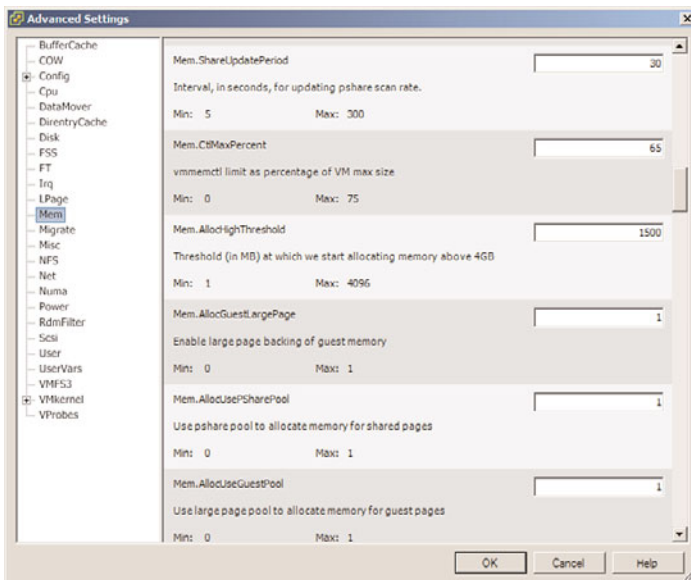 Advanced Settings
BufferCache
COW
Config
Cpu
DataMover
DirentryCache
Disk
FSS
FT
Irq
LPage
Mem
Migrate
Misc
NFS
Net
Numa
Power
RdmFilter
Scsi
User
UserVars
VMFS3
VMkernel
VProbes
Mem.ShareUpdatePeriod 30
Interval, in seconds, for updating pshare scan rate.
Min: 5 Max: 300
Mem.CtlMaxPercent 65
vmmemctl limit as percentage of VM max size
Min: 0 Max: 75
Mem.AllocHighThreshold 1500
Threshold (in MB) at which we start allocating memory above 4GB
Min: 1 Max: 4096
Mem.AllocGuestLargePage 1
Enable large page backing of guest memory
Min: 0 Max: 1
Mem.AllocUsePSharePool 1
Use pshare pool to allocate memory for shared pages
Min: 0 Max: 1
Mem.AllocUseGuestPool 1
Use large page pool to allocate memory for guest pages
Min: 0 Max: 1
OK Cancel Help